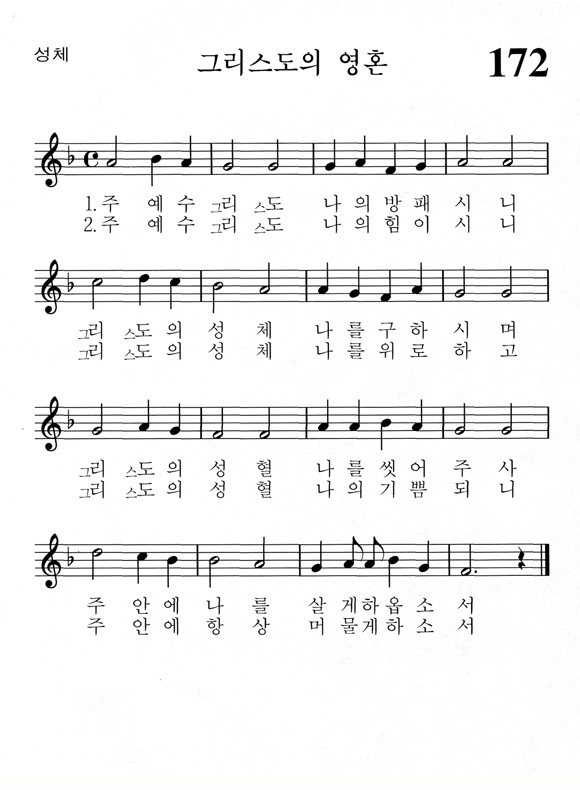 성체
그리스도의 영혼
172
1.주 예 수 그리 스도 나 의 방 패 시 니
2.주 예 수 그리 스도 나 의 힘 이 시 니
그리 스도 의 성 체 나 를 구 하 시 며
그리 스도 의 성 체 나 를 위 로 하 고
그리 스도 의 성 혈 나 를 씻 어 주 사
그리 스도 의 성 혈 나 의 기 쁨 되 니
주 안 에 나 를 살 게하 옵 소 서
주 안 에 항 상 머 물게 하 소 서